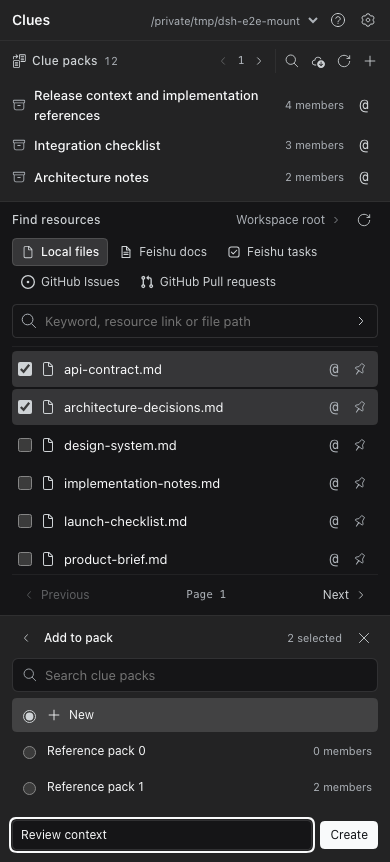 Clues /private/tmp/dsh-e2e-mount
Clue packs 12 1
Release context and implementation
references 4 members @
Integration checklist 3 members @
Architecture notes 2 members @
Find resources Workspace root
Local files Feishu docs Feishu tasks
GitHub Issues GitHub Pull requests
Keyword, resource link or file path
api-contract.md @
architecture-decisions.md @
design-system.md @
implementation-notes.md @
launch-checklist.md @
product-brief.md @
Previous Page 1 Next
Add to pack 2 selected
Search clue packs
New
Reference pack 0 0 members
Reference pack 1 2 members
Review context Create